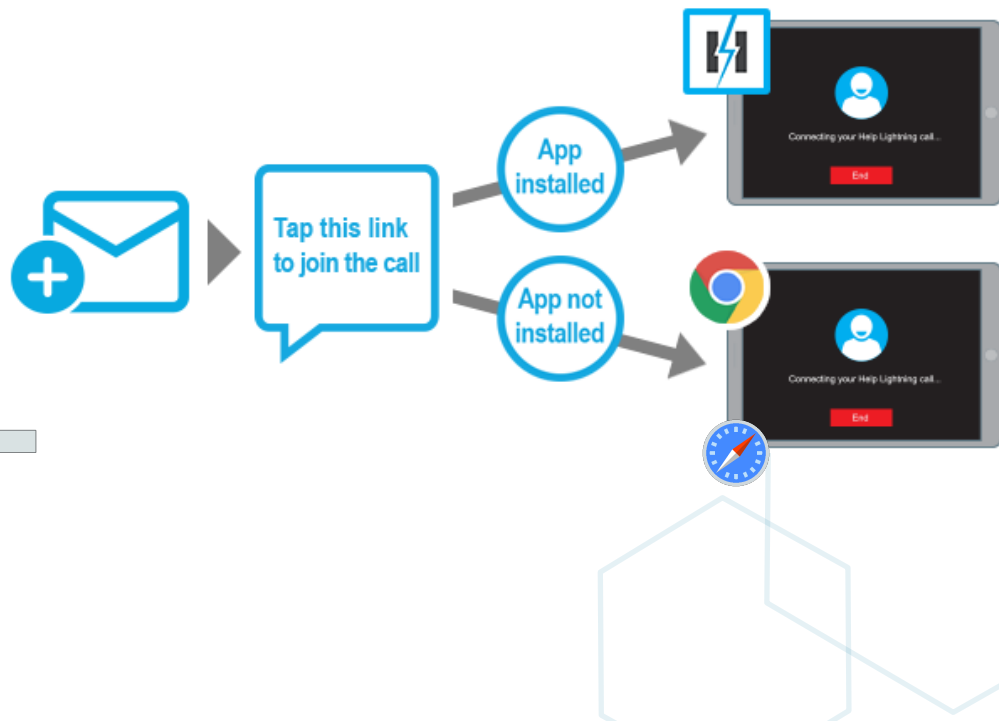 Tap this link
to join the call
App
installed
Connecting your Help Lightning call...
End
App not
installed
Connecting your Help Lightning call...
End